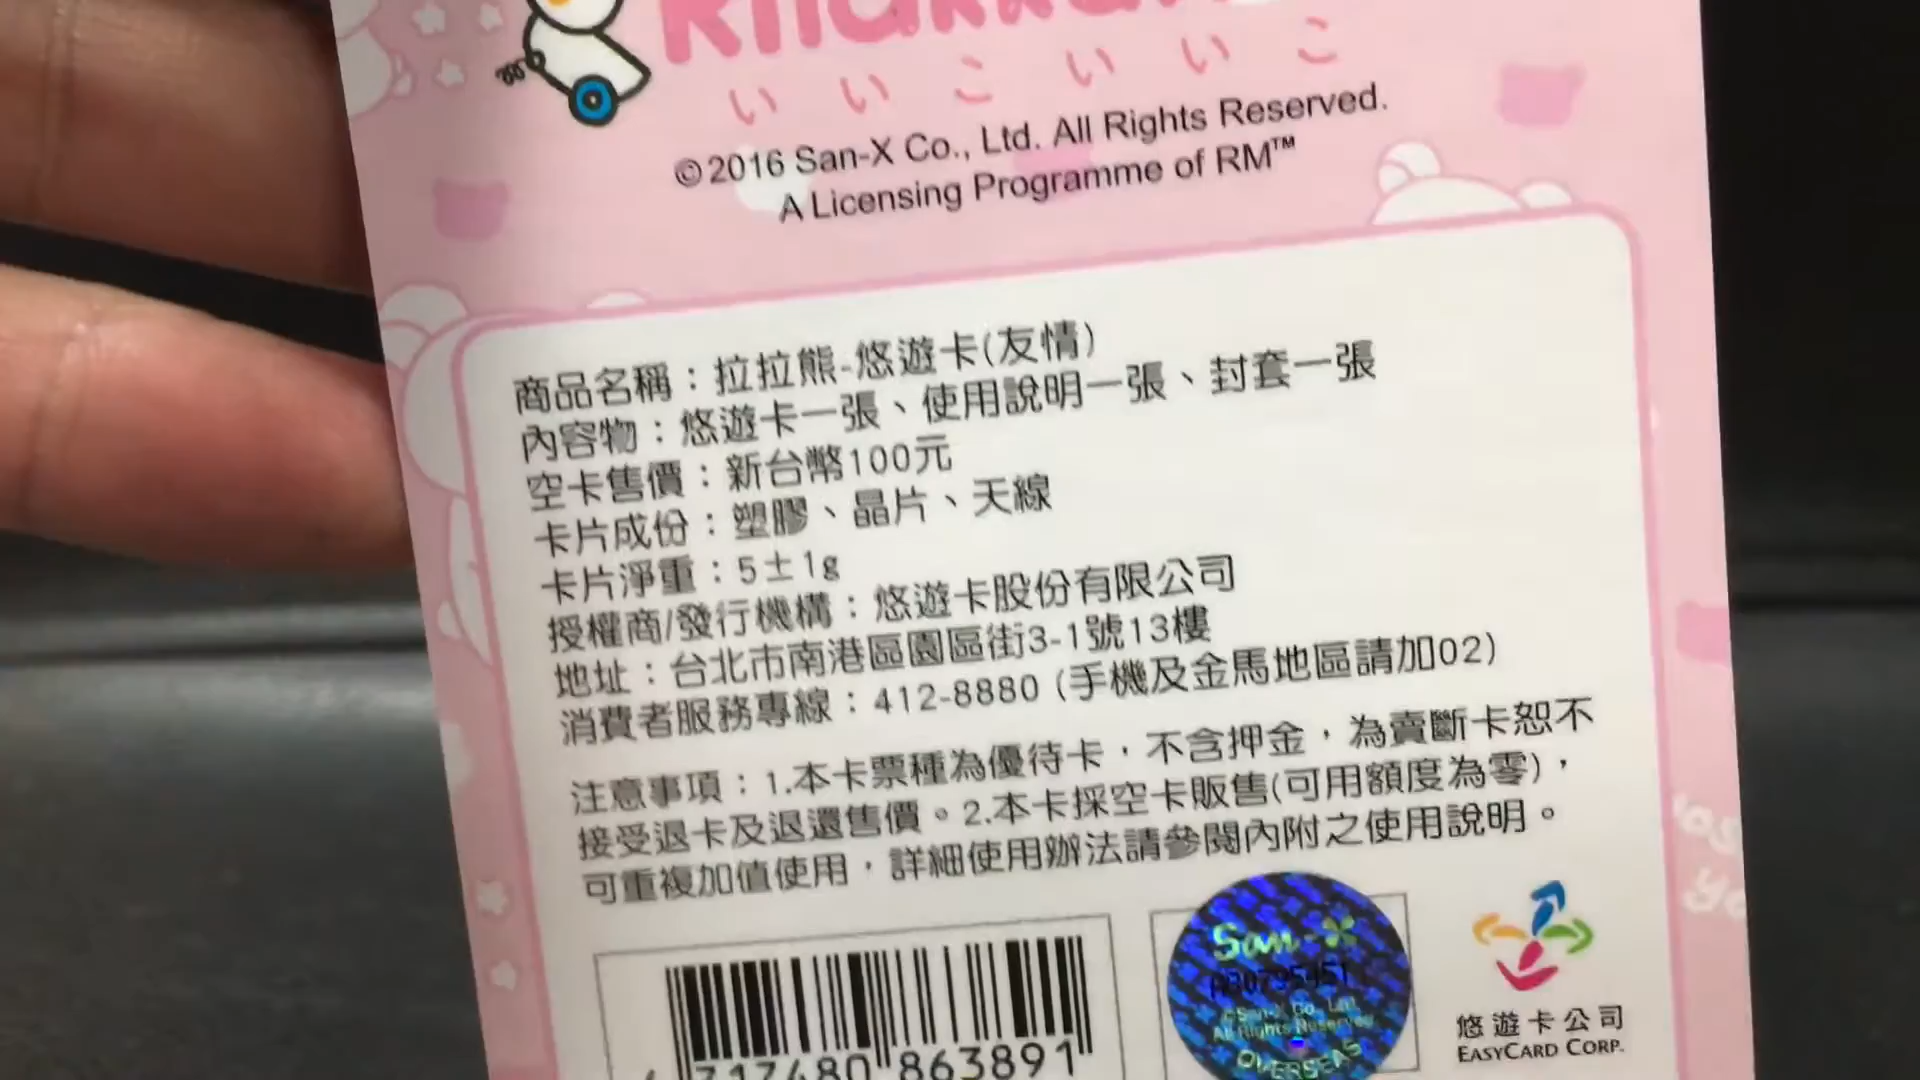 いいこいいこ
©2016 San-X Co., Ltd. All Rights Reserved.
A Licensing Programme of RM™
商品名稱：拉拉熊-悠遊卡(友情)
內容物：悠遊卡一張、使用說明一張、封套一張
空卡售價：新台幣100元
卡片成份：塑膠、晶片、天線
卡片淨重：5±1g
授權商/發行機構：悠遊卡股份有限公司
地址：台北市南港區園區街3-1號13樓
消費者服務專線：412-8880 (手機及金馬地區請加02)
注意事項：1.本卡票種為優待卡，不含押金，為賣斷卡恕不
接受退卡及退還售價。2.本卡採空卡販售(可用額度為零)，
可重複加值使用，詳細使用辦法請參閱內附之使用說明。
San-X
All Rights Reserved
OVERSEAS
悠遊卡公司
EASYCARD CORP.
863891